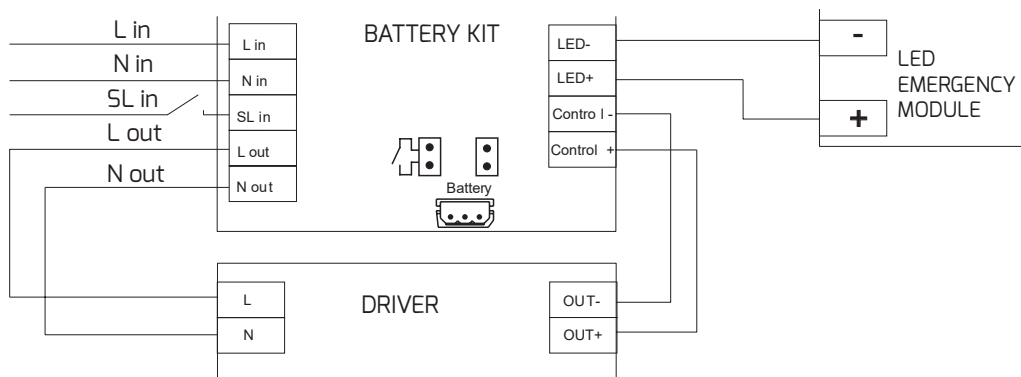 L in
N in
SL in
L out
N out
L in
N in
SL in
L out
N out
BATTERY KIT
Battery
LED-
LED+
Contro l -
Control +
-
+
LED
EMERGENCY
MODULE
L
N
DRIVER
OUT-
OUT+